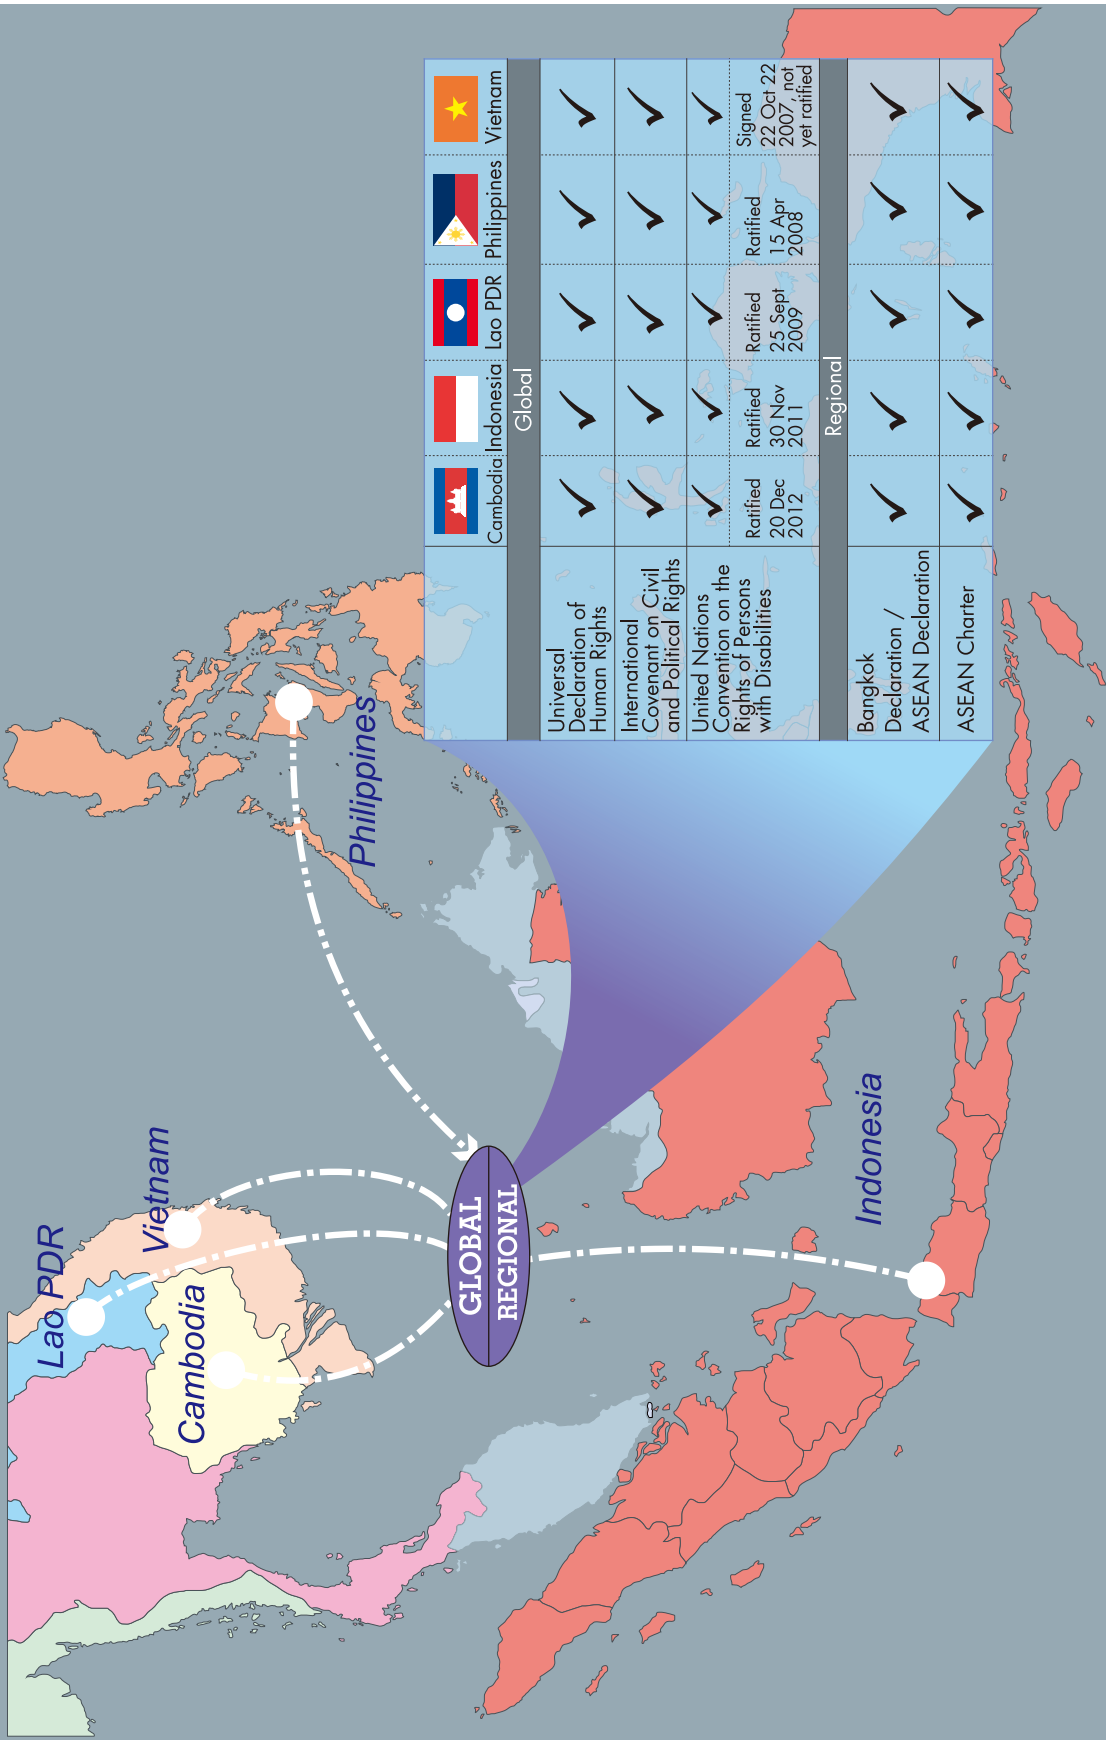 Cambodia
Indonesia
Lao PDR
Philippines
Vietnam
Global
Universal
Declaration of
Human Rights
International
Covenant on Civil
and Political Rights
United Nations
Convention on the
Rights of Persons
with Disabilities
Ratified
20 Dec
2012
Ratified
30 Nov
2011
Ratified
25 Sept
2009
Ratified
15 Apr
2008
Signed
22 Oct 22
2007, not
yet ratified
Regional
Bangkok
Declaration /
ASEAN Declaration
ASEAN Charter
Lao PDR
Vietnam
Cambodia
Philippines
GLOBAL
REGIONAL
Indonesia